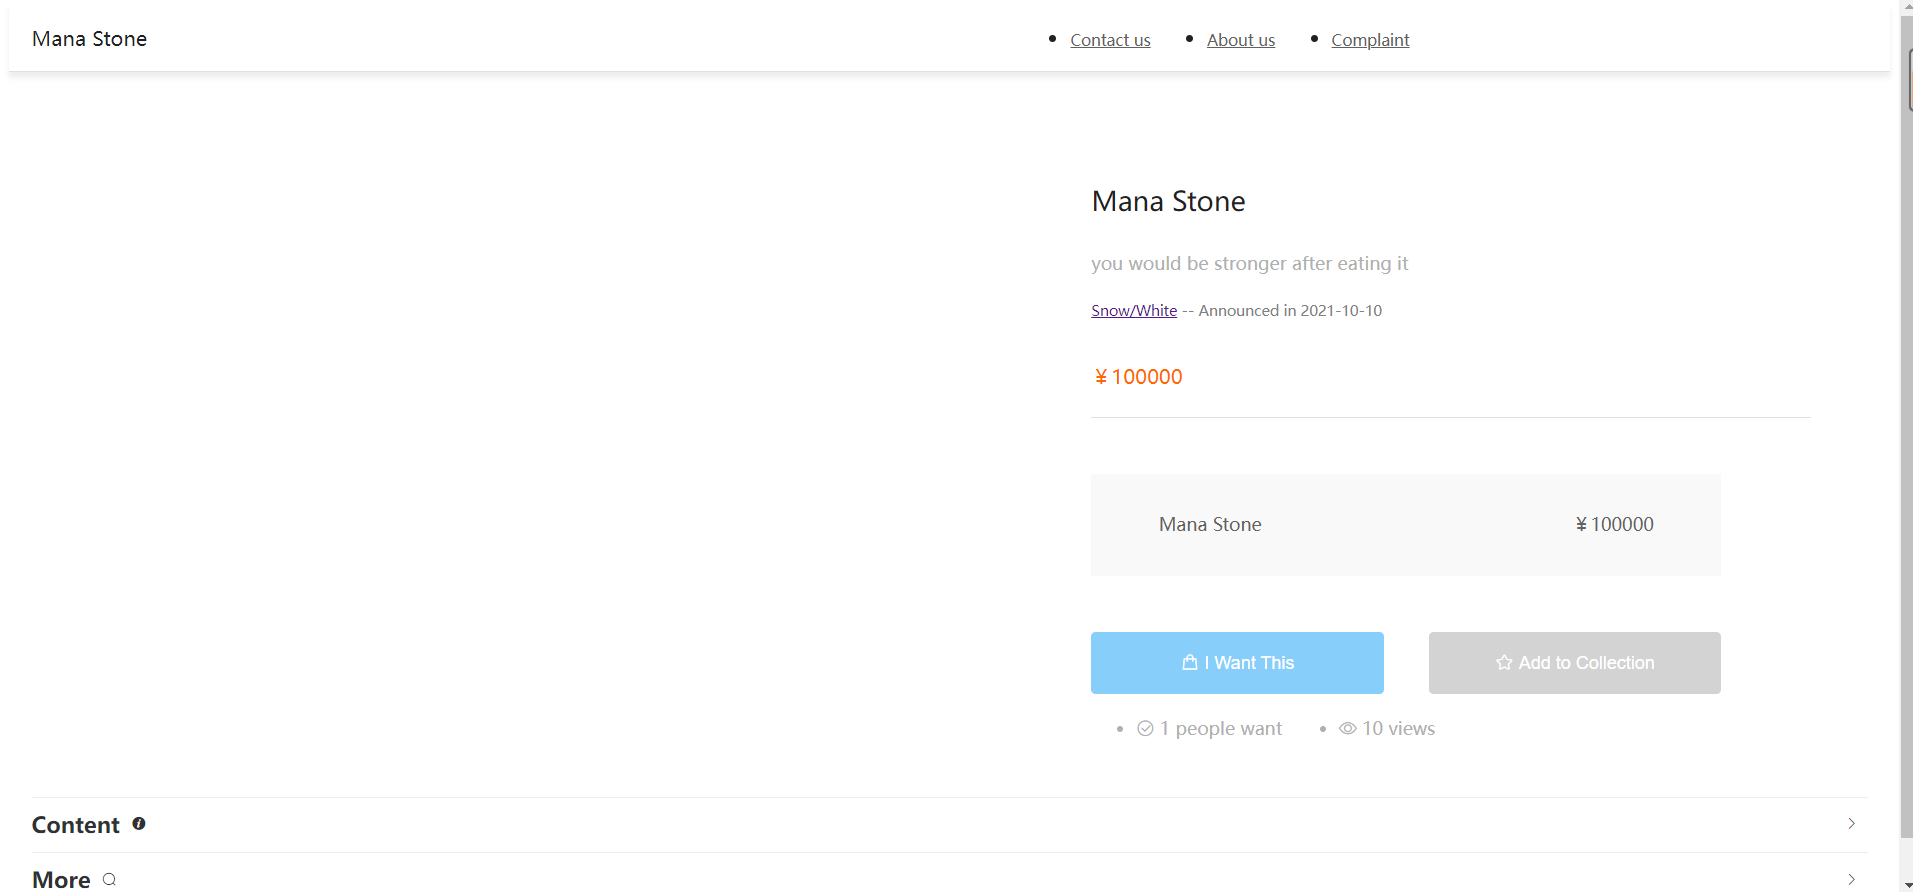 Mana Stone
Contact us
About us
Complaint
Mana Stone
you would be stronger after eating it
Snow/White -- Announced in 2021-10-10
¥ 100000
Mana Stone
¥ 100000
I Want This
Add to Collection
1 people want
10 views
Content
More